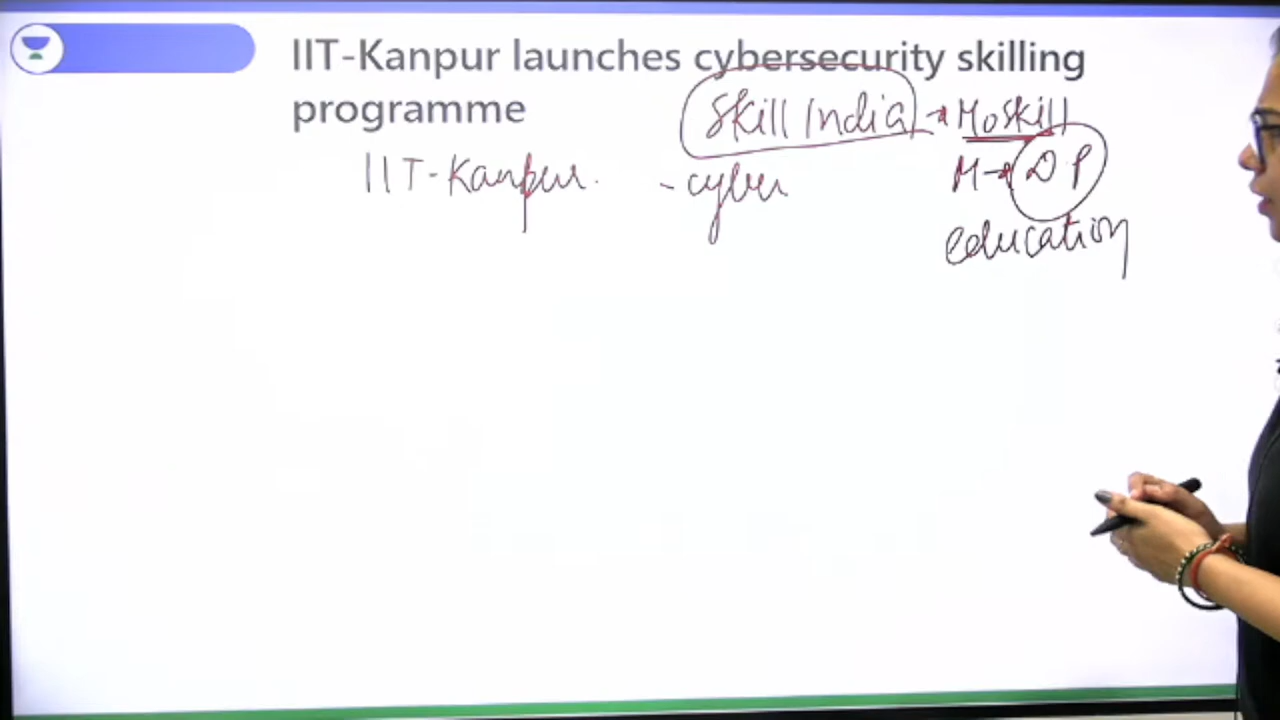 IIT-Kanpur launches cybersecurity skilling
programme
Skill India → Moskill
IIT-Kanpur. - cyber M→ DP
education